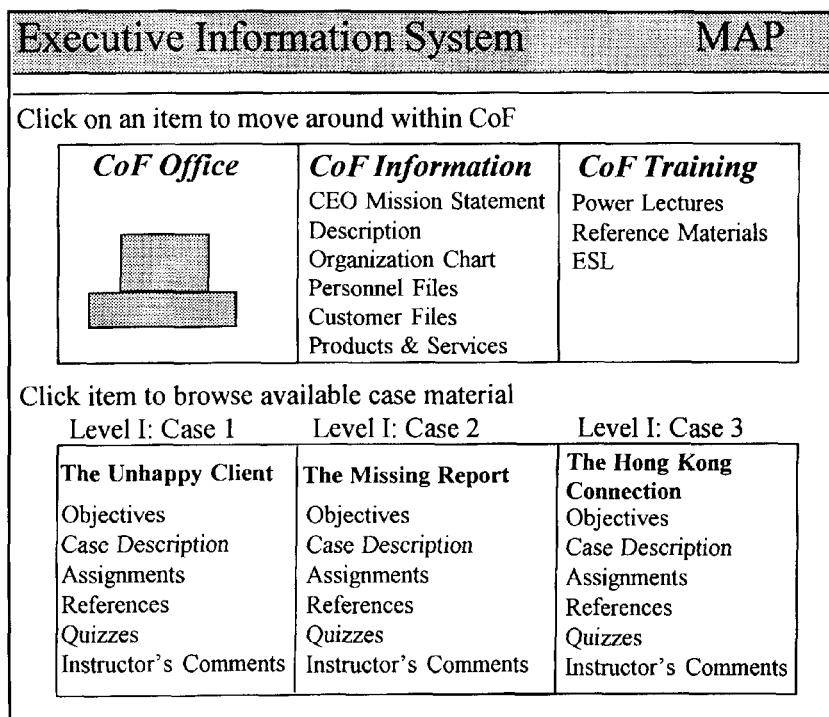 Executive Information System MAP
Click on an item to move around within CoF
CoF Office
CoF Information
CEO Mission Statement
Description
Organization Chart
Personnel Files
Customer Files
Products & Services
CoF Training
Power Lectures
Reference Materials
ESL
Click item to browse available case material
Level I: Case 1
The Unhappy Client
Objectives
Case Description
Assignments
References
Quizzes
Instructor's Comments
Level I: Case 2
The Missing Report
Objectives
Case Description
Assignments
References
Quizzes
Instructor's Comments
Level I: Case 3
The Hong Kong
Connection
Objectives
Case Description
Assignments
References
Quizzes
Instructor's Comments